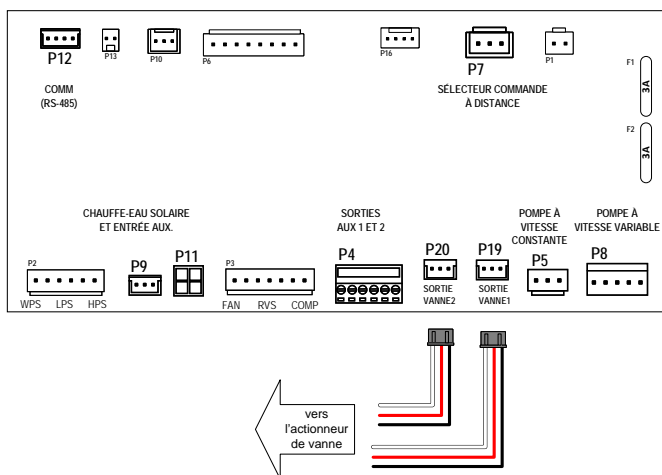 P12
P13
P10
P6
P16
P7
P1
F1
3A
COMM
(RS-485)
SÉLECTEUR COMMANDE
À DISTANCE
F2
3A
CHAUFFE-EAU SOLAIRE
ET ENTRÉE AUX.
SORTIES
AUX 1 ET 2
POMPE À
VITESSE
CONSTANTE
POMPE À
VITESSE VARIABLE
P2
P9
P11
P3
P4
P20
P19
P5
P8
WPS LPS HPS
FAN RVS COMP
SORTIE
VANNE2
SORTIE
VANNE1
vers
l'actionneur
de vanne